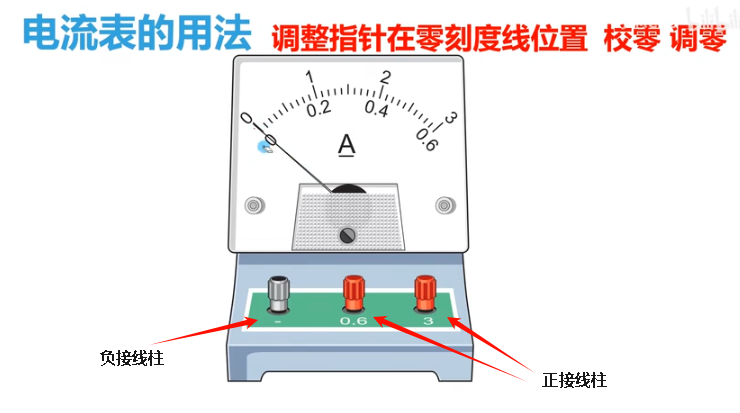 电流表的用法 调整指针在零刻度线位置 校零 调零
0 1 2 3
0 0.2 0.4 0.6
A
- 0.6 3
负接线柱
正接线柱